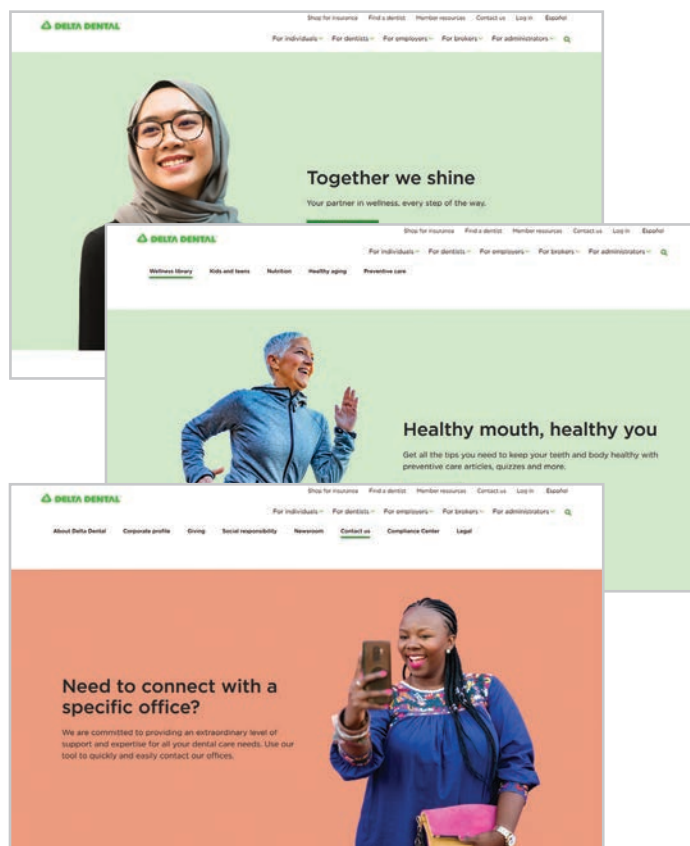 Shop for insurance Find a dentist Member resources Contact us Log in Español
DELTA DENTAL
For individuals For dentists For employers For brokers For administrators
Together we shine
Your partner in wellness, every step of the way.
Shop for insurance Find a dentist Member resources Contact us Log in Español
DELTA DENTAL
For individuals For dentists For employers For brokers For administrators
Wellness library Kids and teens Nutrition Healthy aging Preventive care
Healthy mouth, healthy you
Get all the tips you need to keep your teeth and body healthy with
preventive care articles, quizzes and more.
Shop for insurance Find a dentist Member resources Contact us Log in Español
DELTA DENTAL
For individuals For dentists For employers For brokers For administrators
About Delta Dental Corporate profile Giving Social responsibility Newsroom Contact us Compliance Center Legal
Need to connect with a
specific office?
We are committed to providing an extraordinary level of
support and expertise for all your dental care needs. Use our
tool to quickly and easily contact our offices.